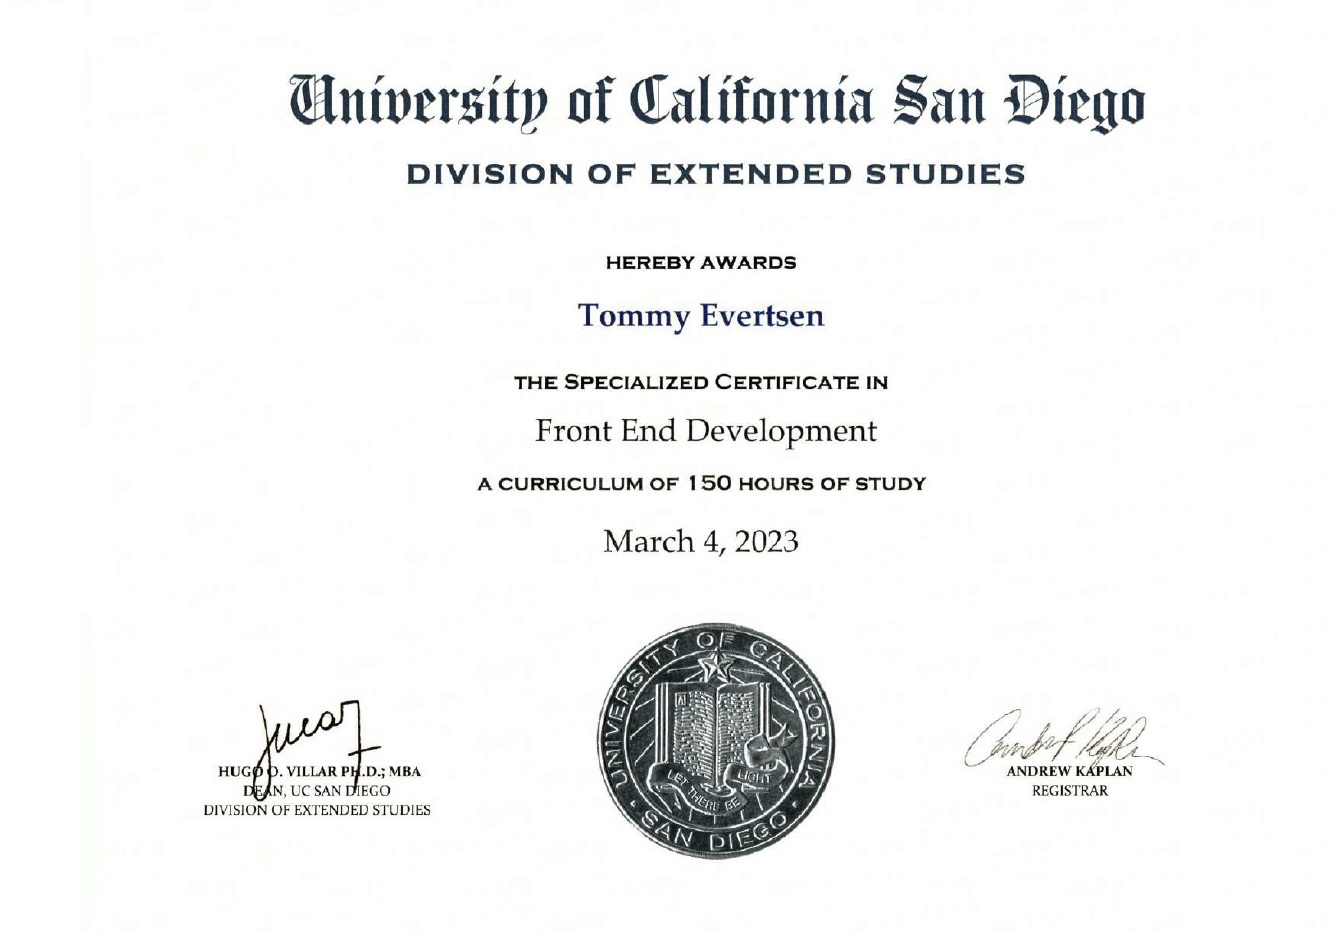 University of California San Diego
DIVISION OF EXTENDED STUDIES
HEREBY AWARDS
Tommy Evertsen
THE SPECIALIZED CERTIFICATE IN
Front End Development
A CURRICULUM OF 150 HOURS OF STUDY
March 4, 2023
UNIVERSITY OF CALIFORNIA
SAN DIEGO
LET THERE BE LIGHT
HUGO O. VILLAR PH.D.; MBA
DEAN, UC SAN DIEGO
DIVISION OF EXTENDED STUDIES
ANDREW KAPLAN
REGISTRAR